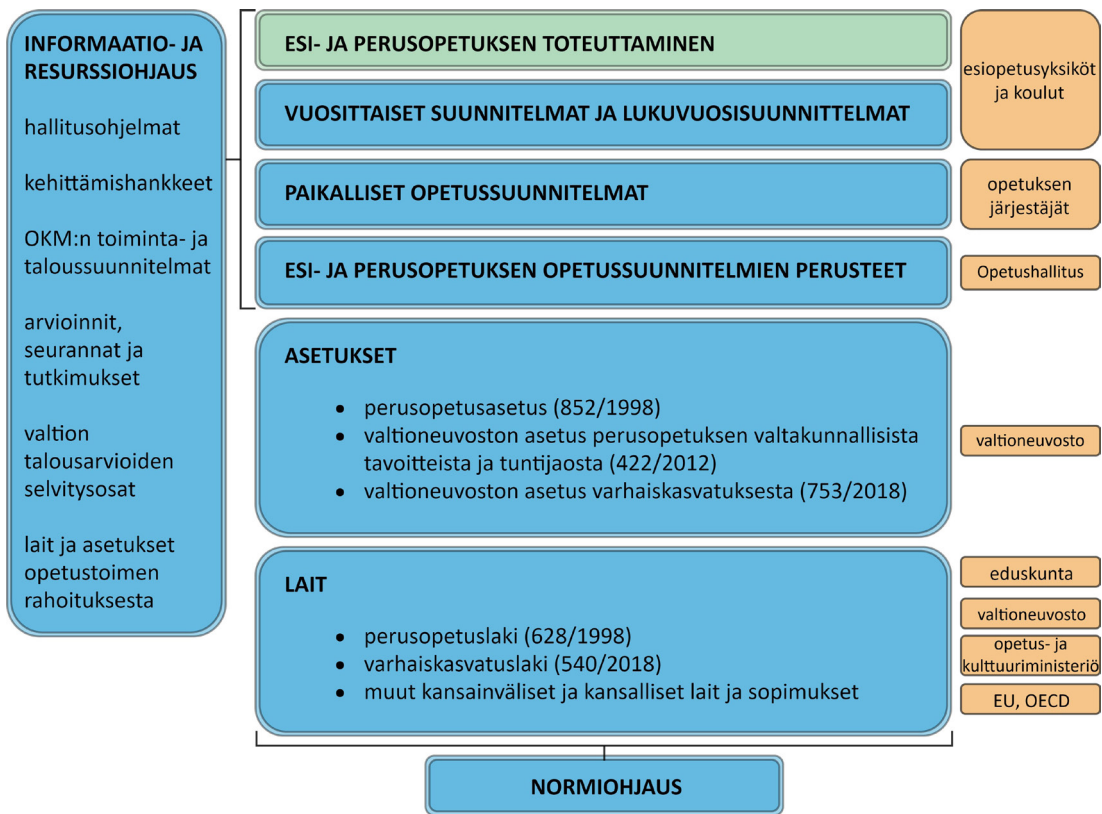 INFORMAATIO- JA
RESURSSIOHJAUS
hallitusohjelmat
kehittämishankkeet
OKM:n toiminta- ja
taloussuunnitelmat
arvioinnit,
seurannat ja
tutkimukset
valtion
talousarvioiden
selvitysosat
lait ja asetukset
opetustoimen
rahoituksesta
ESI- JA PERUSOPETUKSEN TOTEUTTAMINEN
VUOSITTAISET SUUNNITELMAT JA LUKUVUOSISUUNNITTELMAT
esiopetusyksiköt
ja koulut
PAIKALLISET OPETUSSUUNNITELMAT
opetuksen
järjestäjät
ESI- JA PERUSOPETUKSEN OPETUSSUUNNITELMIEN PERUSTEET
Opetushallitus
ASETUKSET
• perusopetusasetus (852/1998)
• valtioneuvoston asetus perusopetuksen valtakunnallisista
tavoitteista ja tuntijaosta (422/2012)
• valtioneuvoston asetus varhaiskasvatuksesta (753/2018)
valtioneuvosto
LAIT
• perusopetuslaki (628/1998)
• varhaiskasvatuslaki (540/2018)
• muut kansainväliset ja kansalliset lait ja sopimukset
eduskunta
valtioneuvosto
opetus- ja
kulttuuriministeriö
EU, OECD
NORMIOHJAUS